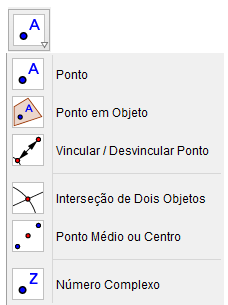 A
A
Ponto
A
Ponto em Objeto
Vincular / Desvincular Ponto
Interseção de Dois Objetos
Ponto Médio ou Centro
Z
Número Complexo